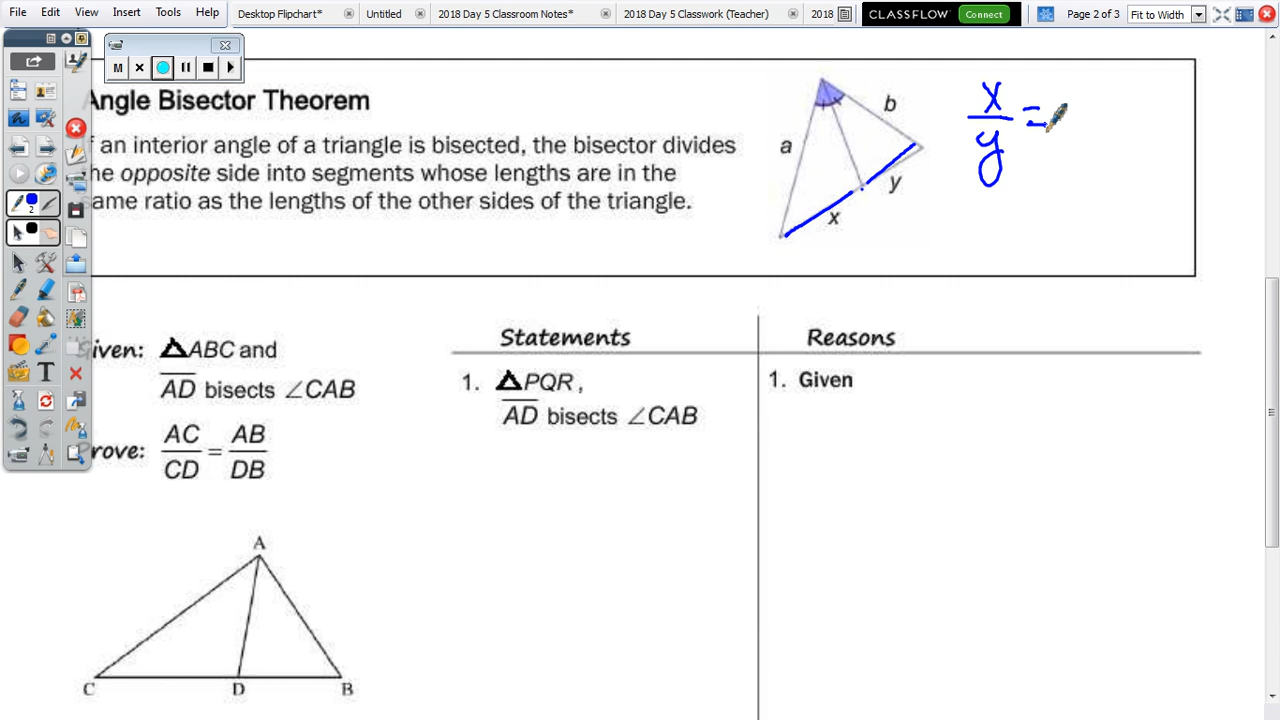 File Edit View Insert Tools Help
Desktop Flipchart* Untitled 2018 Day 5 Classroom Notes* 2018 Day 5 Classwork (Teacher) 2018
CLASSFLOW Connect
Page 2 of 3 Fit to Width
M
2
T
Angle Bisector Theorem
f an interior angle of a triangle is bisected, the bisector divides
he opposite side into segments whose lengths are in the
same ratio as the lengths of the other sides of the triangle.
a
b
x
y
x
y
=
Given: △ABC and
AD bisects ∠CAB
Prove: AC/CD = AB/DB
Statements Reasons
1. △PQR, 1. Given
AD bisects ∠CAB
A
C D B